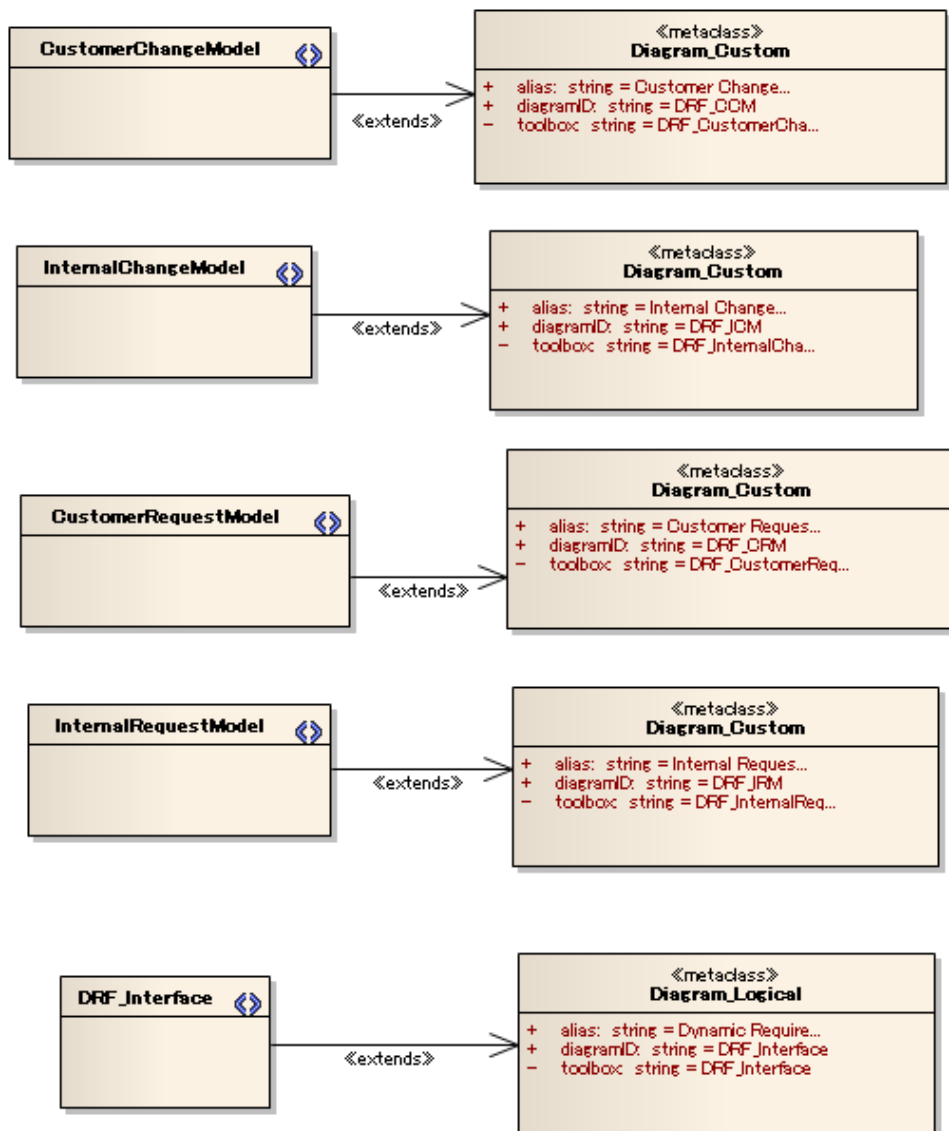 CustomerChangeModel
«metaclass»
Diagram_Custom
+ alias: string = Customer Change...
+ diagramID: string = DRF_CCM
- toolbox: string = DRF_CustomerCha...
«extends»
InternalChangeModel
«metaclass»
Diagram_Custom
+ alias: string = Internal Change...
+ diagramID: string = DRF_ICM
- toolbox: string = DRF_InternalCha...
«extends»
CustomerRequestModel
«metaclass»
Diagram_Custom
+ alias: string = Customer Reques...
+ diagramID: string = DRF_CRM
- toolbox: string = DRF_CustomerReq...
«extends»
InternalRequestModel
«metaclass»
Diagram_Custom
+ alias: string = Internal Reques...
+ diagramID: string = DRF_IRM
- toolbox: string = DRF_InternalReq...
«extends»
DRF_Interface
«metaclass»
Diagram_Logical
+ alias: string = Dynamic Require...
+ diagramID: string = DRF_Interface
- toolbox: string = DRF_Interface
«extends»